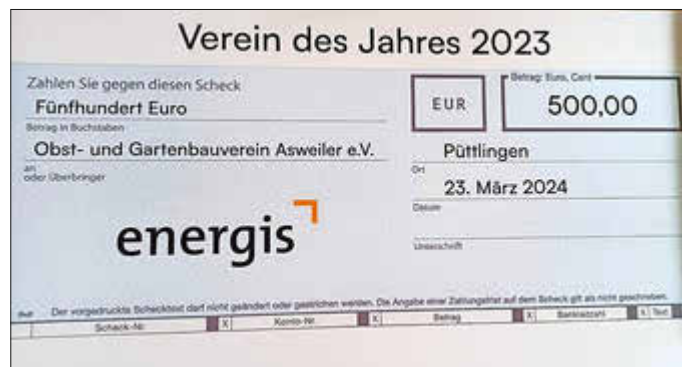 Verein des Jahres 2023
Zahlen Sie gegen diesen Scheck
Fünfhundert Euro
Betrag in Buchstaben
Obst- und Gartenbauverein Asweiler e.V.
an
oder Überbringer
energis
EUR
Betrag: Euro, Cent
500,00
Püttlingen
Ort
23. März 2024
Datum
Unterschrift
Der vorgedruckte Schecktext darf nicht geändert oder gestrichen werden. Die Angabe einer Zahlungsfrist auf dem Scheck gilt als nicht geschrieben.
Scheck-Nr. X Konto-Nr. X Betrag X Bankleitzahl X Text